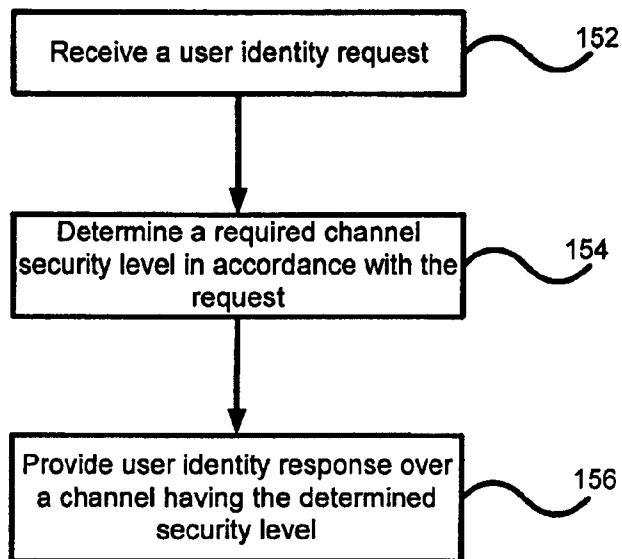 Receive a user identity request
152
Determine a required channel
security level in accordance with the
request
154
Provide user identity response over
a channel having the determined
security level
156